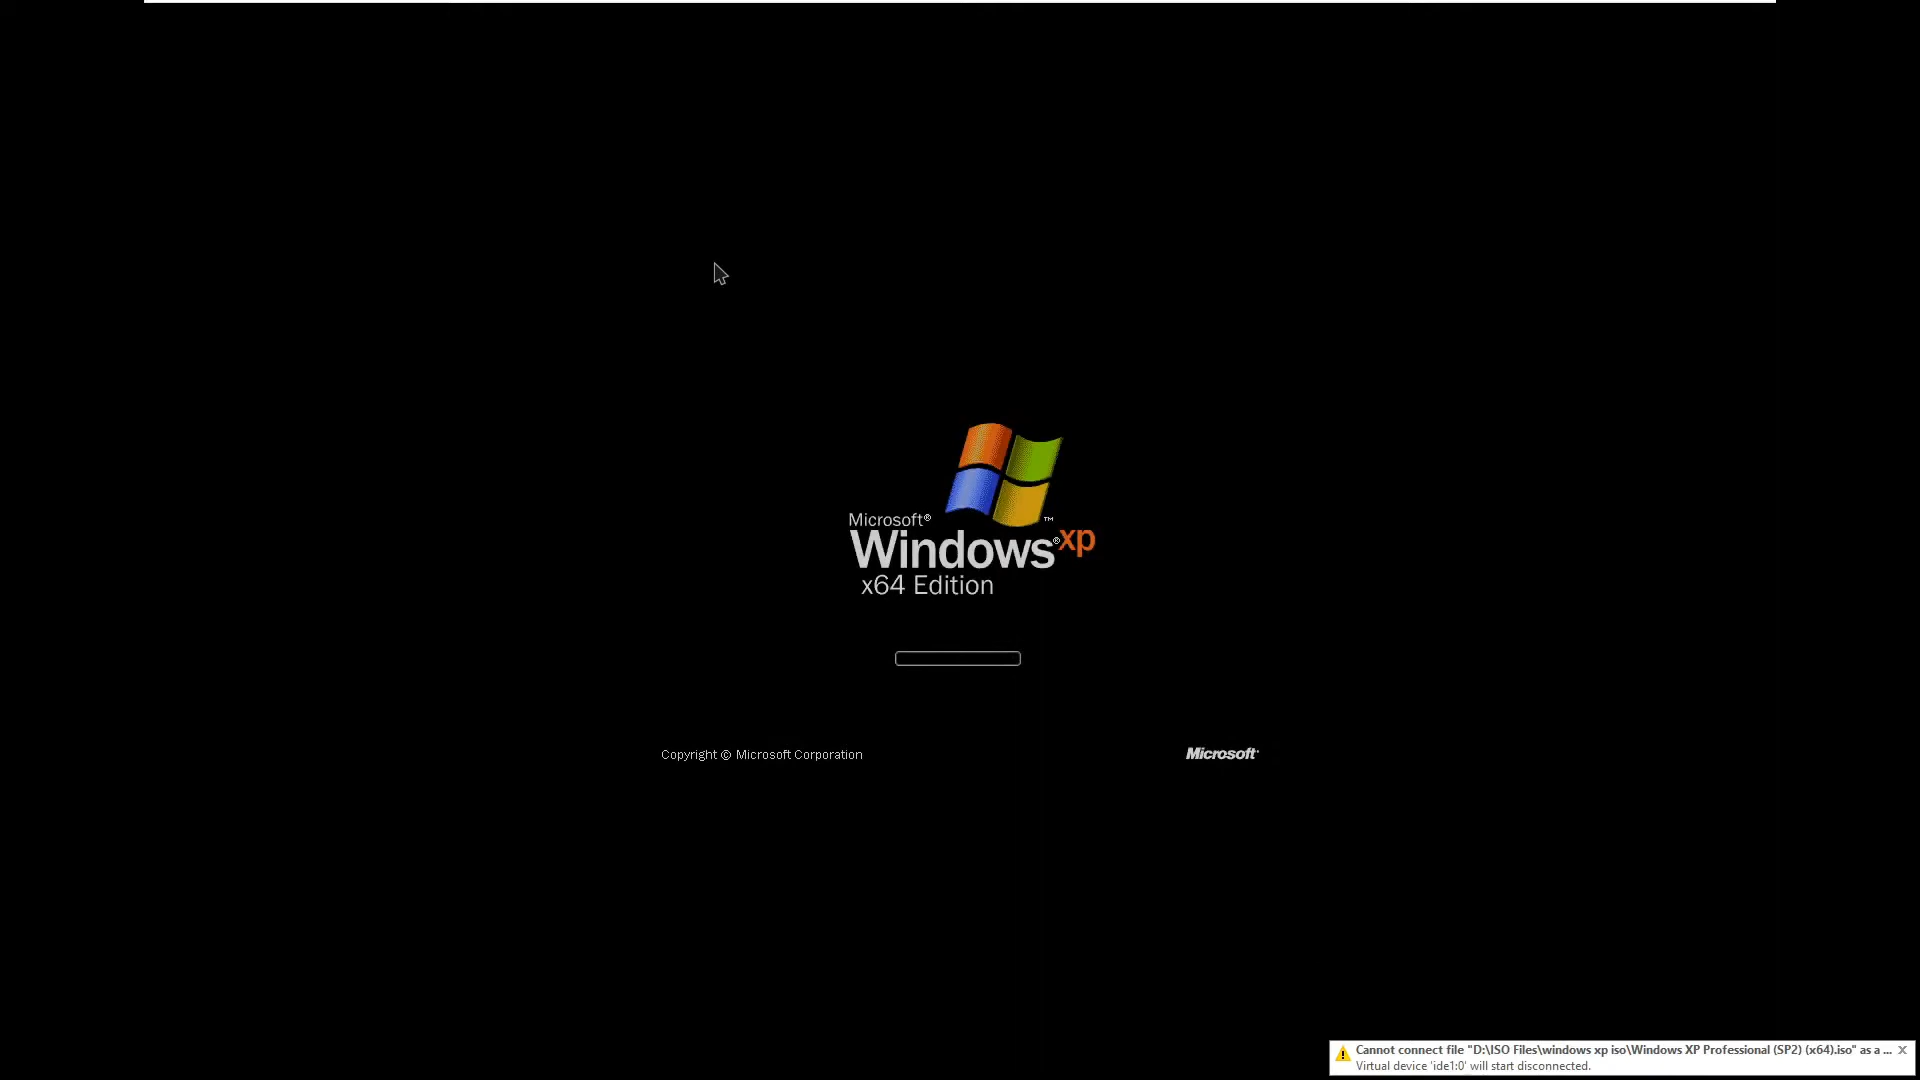 Microsoft®
Windows®xp™
x64 Edition
Copyright © Microsoft Corporation
Microsoft®
Cannot connect file "D:\ISO Files\windows xp iso\Windows XP Professional (SP2) (x64).iso" as a ...
Virtual device 'ide1:0' will start disconnected.